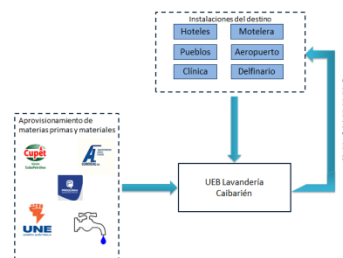 Instalaciones del destino
Hoteles
Motelera
Pueblos
Aeropuerto
Clínica
Delfinario
Aprovisionamiento de
materias primas y materiales
Cupet
UNE
UEB Lavandería
Caibarién